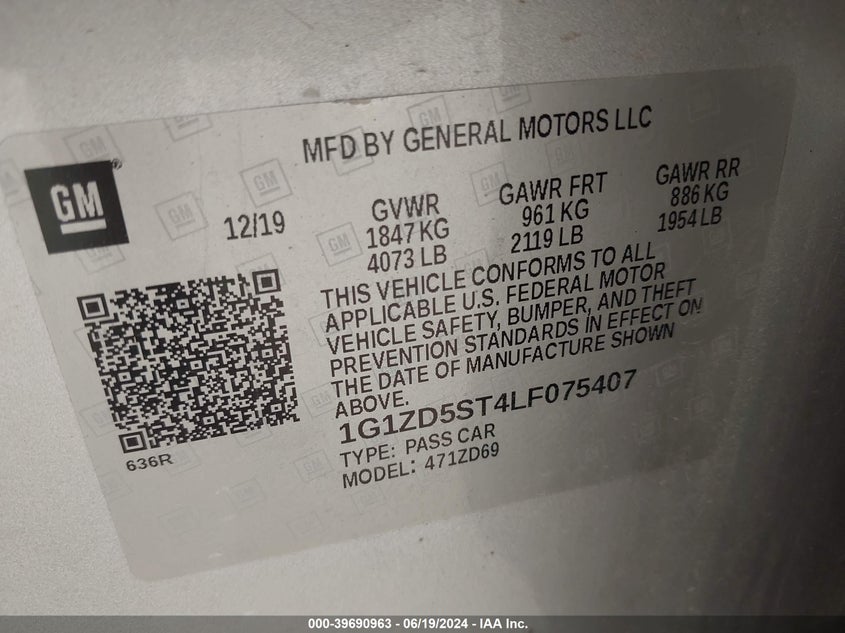 MFD BY GENERAL MOTORS LLC
GM
®
12/19
GVWR
1847 KG
4073 LB
GAWR FRT
961 KG
2119 LB
GAWR RR
886 KG
1954 LB
THIS VEHICLE CONFORMS TO ALL
APPLICABLE U.S. FEDERAL MOTOR
VEHICLE SAFETY, BUMPER, AND THEFT
PREVENTION STANDARDS IN EFFECT ON
THE DATE OF MANUFACTURE SHOWN
ABOVE.
1G1ZD5ST4LF075407
TYPE: PASS CAR
MODEL: 471ZD69
636R
000-39690963 - 06/19/2024 - IAA Inc.